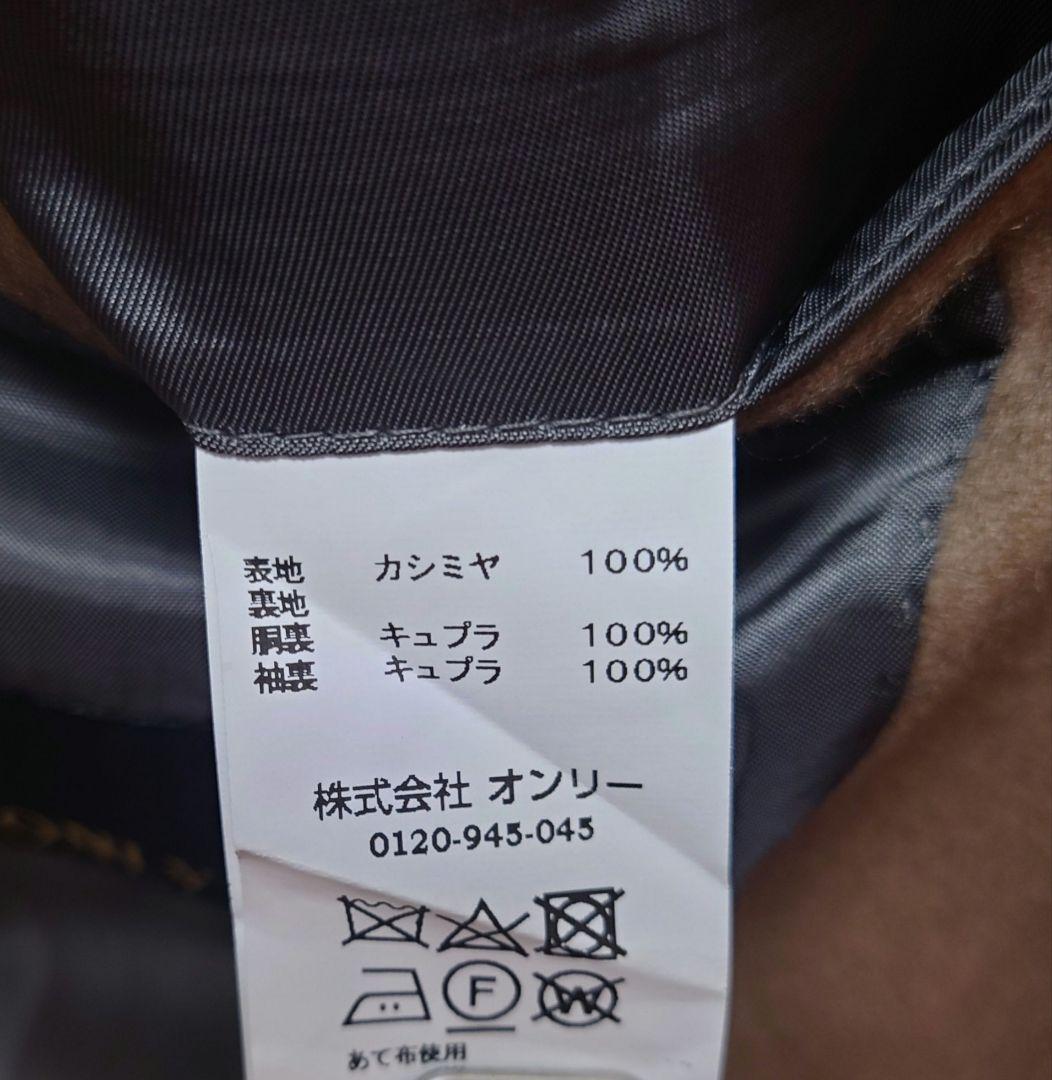 表地 カシミヤ 100%
裏地
胴裏 キュプラ 100%
袖裏 キュプラ 100%
株式会社 オンリー
0120-945-045
F W
あて布使用